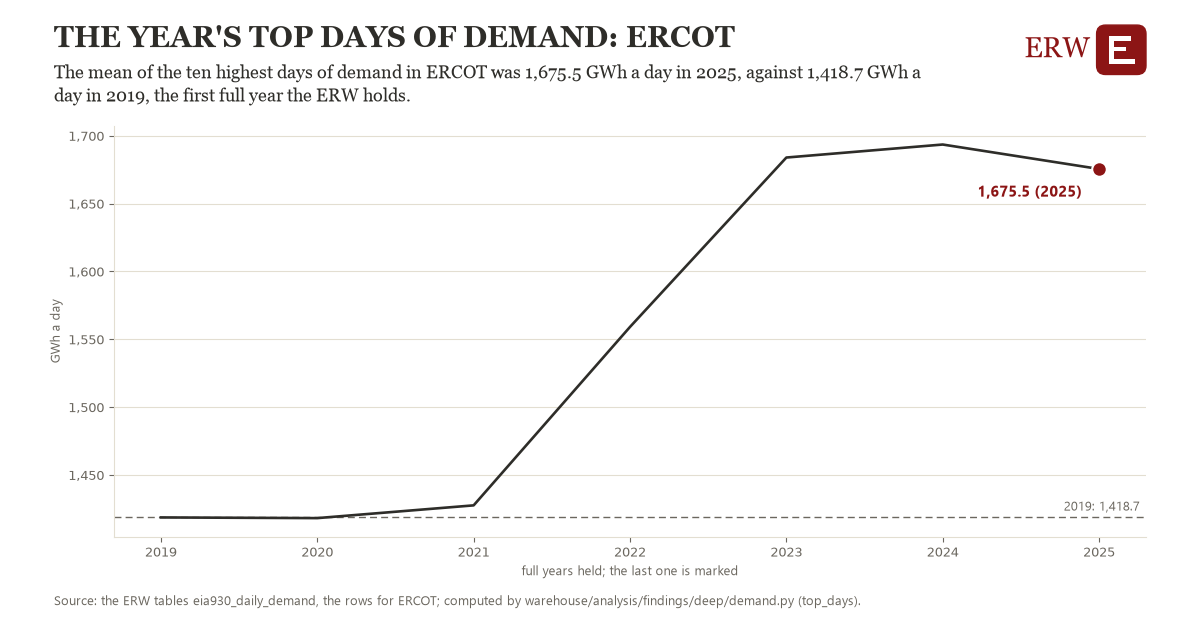 THE YEAR'S TOP DAYS OF DEMAND: ERCOT
ERW E
The mean of the ten highest days of demand in ERCOT was 1,675.5 GWh a day in 2025, against 1,418.7 GWh a
day in 2019, the first full year the ERW holds.
GWh a day
1,700
1,650
1,600
1,550
1,500
1,450
1,675.5 (2025)
2019: 1,418.7
2019 2020 2021 2022 2023 2024 2025
full years held; the last one is marked
Source: the ERW tables eia930_daily_demand, the rows for ERCOT; computed by warehouse/analysis/findings/deep/demand.py (top_days).